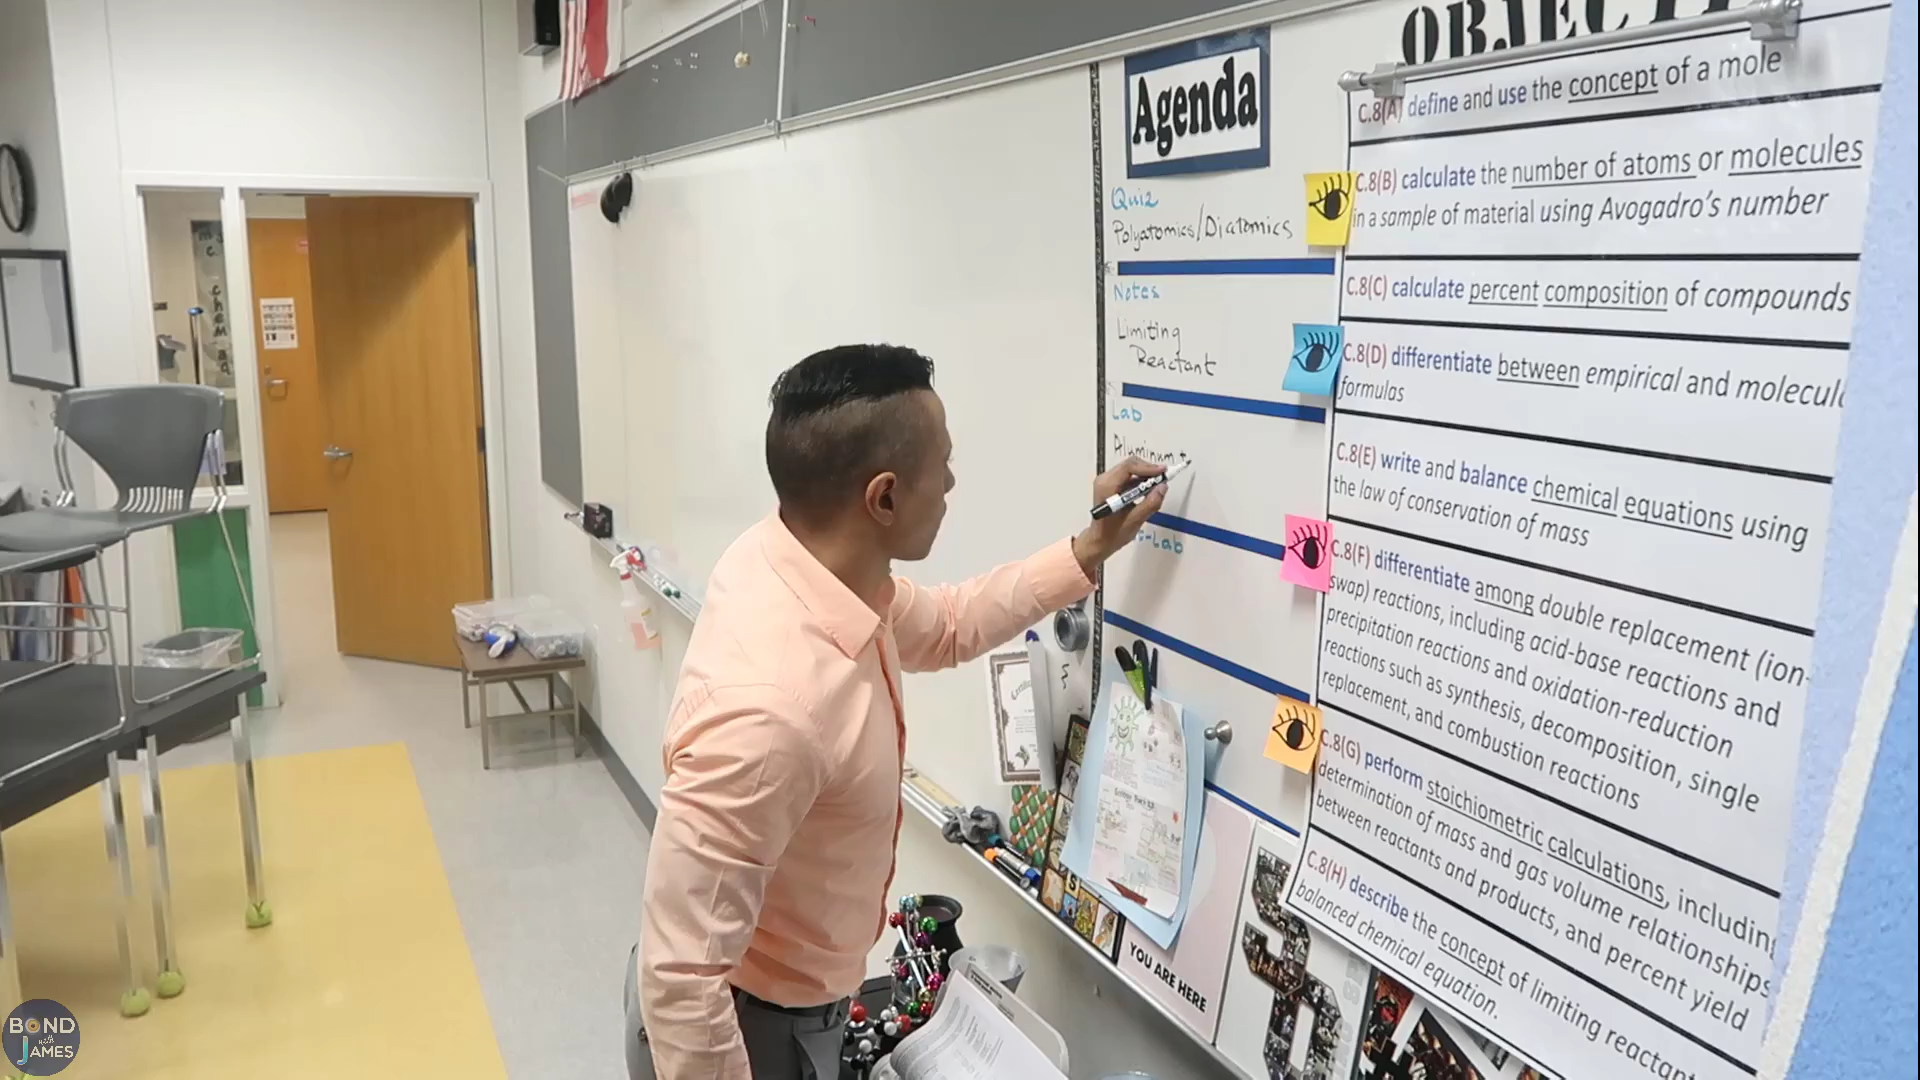 OBJECTI
Agenda
Quiz
Polyatomics/Diatomics
Notes
Limiting
Reactant
Lab
Aluminum +
t-Lab
C.8(A) define and use the concept of a mole
C.8(B) calculate the number of atoms or molecules
in a sample of material using Avogadro's number
C.8(C) calculate percent composition of compounds
C.8(D) differentiate between empirical and molecul
formulas
C.8(E) write and balance chemical equations using
the law of conservation of mass
C.8(F) differentiate among double replacement (ion-
swap) reactions, including acid-base reactions and
precipitation reactions and oxidation-reduction
reactions such as synthesis, decomposition, single
replacement, and combustion reactions
C.8(G) perform stoichiometric calculations, including
determination of mass and gas volume relationships
between reactants and products, and percent yield
C.8(H) describe the concept of limiting reactant
balanced chemical equation.
YOU ARE HERE
BOND
with
JAMES